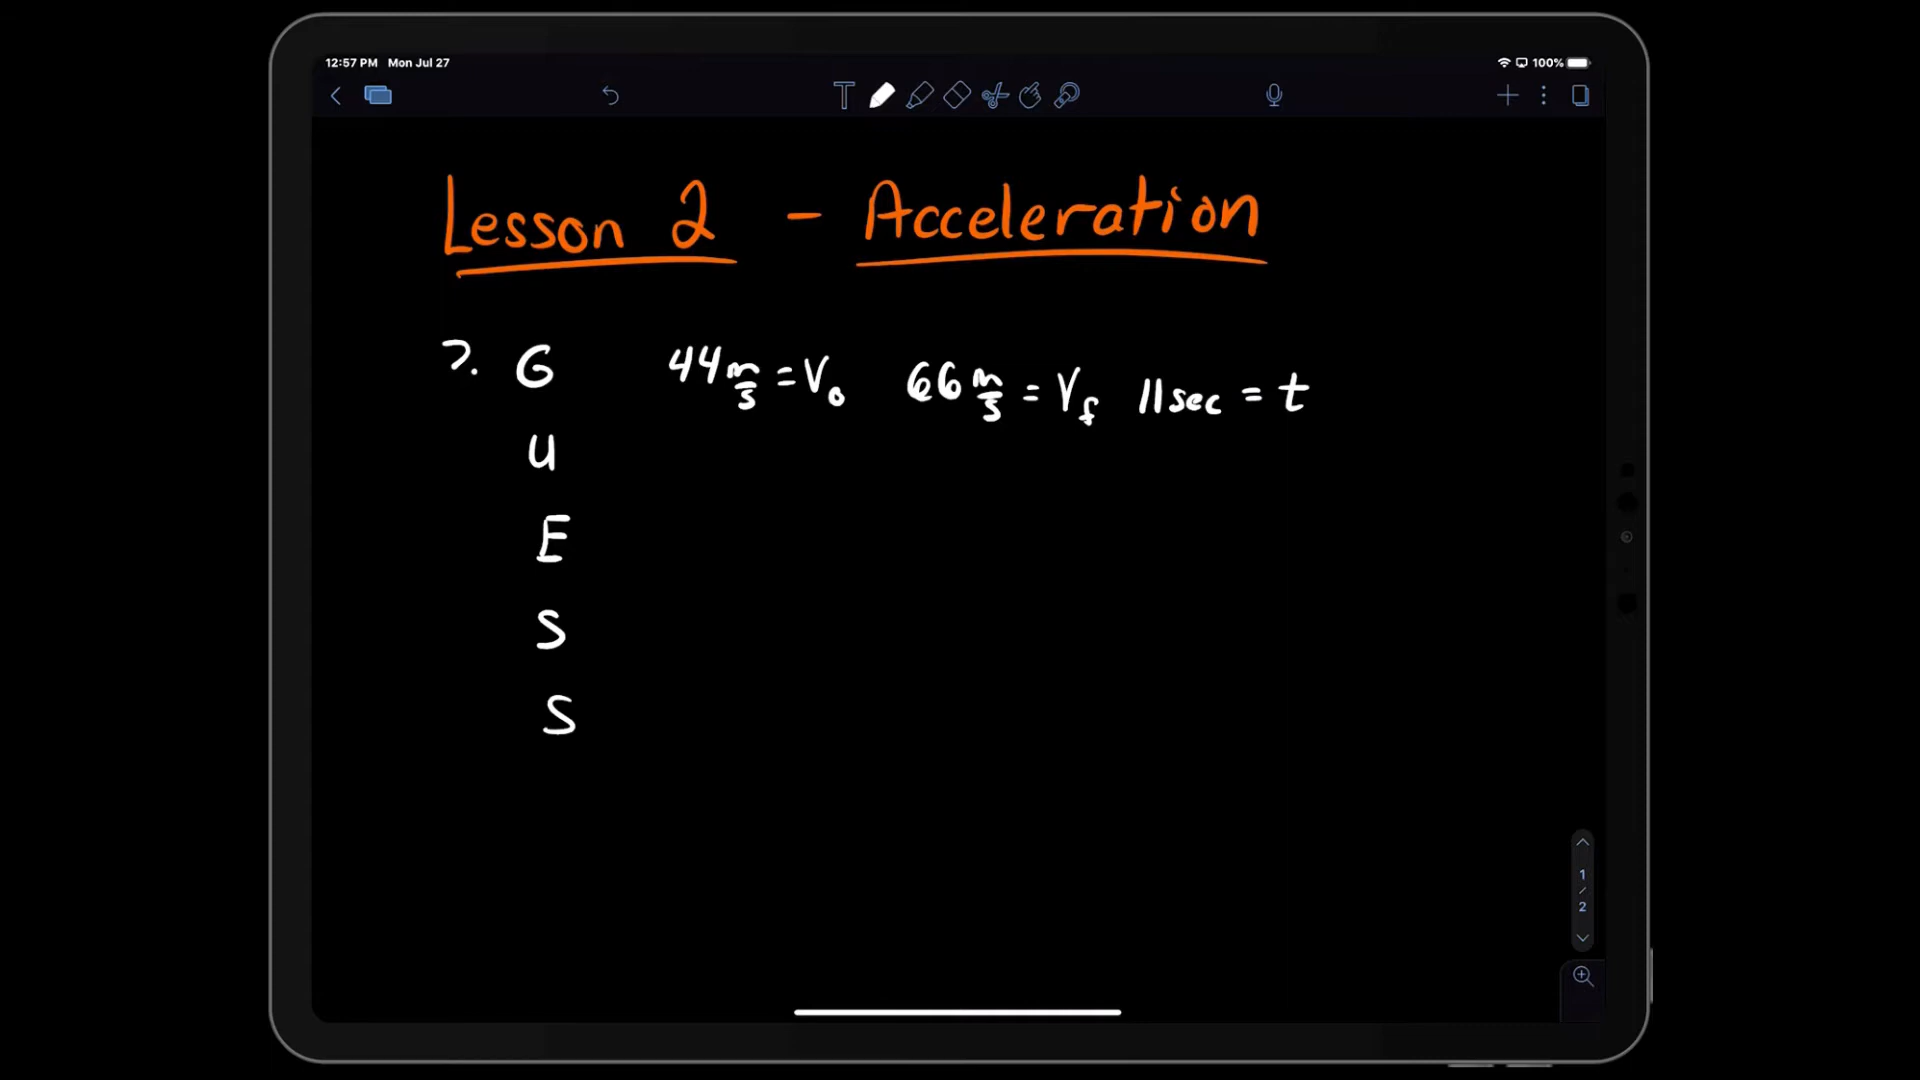 12:57 PM Mon Jul 27 100%
T
Lesson 2 - Acceleration
7. G 44 m/s = V₀ 66 m/s = V_f 11 sec = t
U
E
S
S
1
/
2